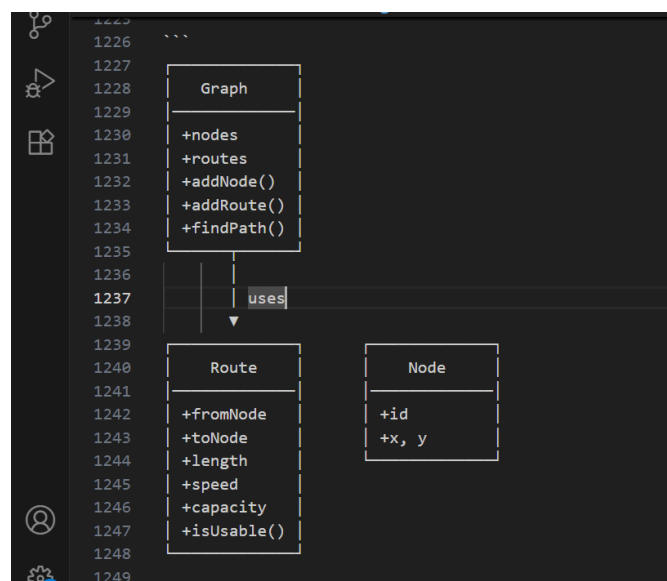 1225
1226 ```
1227
1228 Graph
1229
1230 +nodes
1231 +routes
1232 +addNode()
1233 +addRoute()
1234 +findPath()
1235
1236
1237 uses
1238 ▼
1239
1240 Route Node
1241
1242 +fromNode +id
1243 +toNode +x, y
1244 +length
1245 +speed
1246 +capacity
1247 +isUsable()
1248
1249